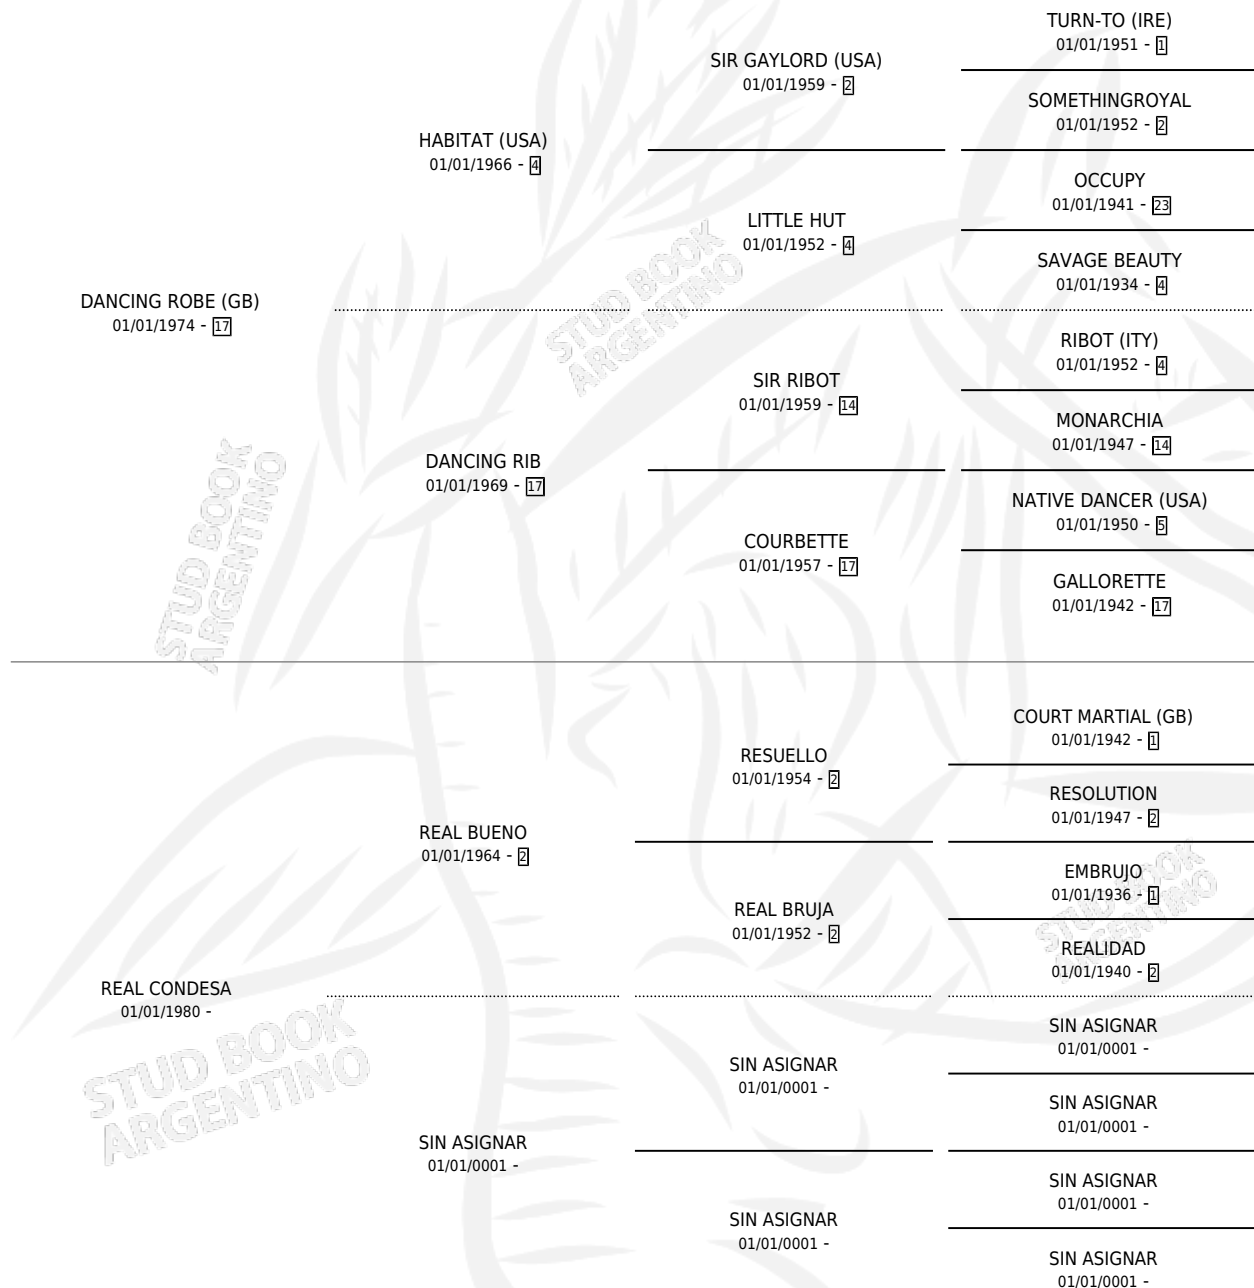 TURN-TO (IRE)
01/01/1951 - 1
SIR GAYLORD (USA)
01/01/1959 - 2
SOMETHINGROYAL
01/01/1952 - 2
HABITAT (USA)
01/01/1966 - 4
OCCUPY
01/01/1941 - 23
LITTLE HUT
01/01/1952 - 4
SAVAGE BEAUTY
01/01/1934 - 4
DANCING ROBE (GB)
01/01/1974 - 17
RIBOT (ITY)
01/01/1952 - 4
SIR RIBOT
01/01/1959 - 14
MONARCHIA
01/01/1947 - 14
DANCING RIB
01/01/1969 - 17
NATIVE DANCER (USA)
01/01/1950 - 5
COURBETTE
01/01/1957 - 17
GALLORETTE
01/01/1942 - 17
COURT MARTIAL (GB)
01/01/1942 - 1
RESUELLO
01/01/1954 - 2
RESOLUTION
01/01/1947 - 2
REAL BUENO
01/01/1964 - 2
EMBRUJO
01/01/1936 - 1
REAL BRUJA
01/01/1952 - 2
REALIDAD
01/01/1940 - 2
REAL CONDESA
01/01/1980 -
SIN ASIGNAR
01/01/0001 -
SIN ASIGNAR
01/01/0001 -
SIN ASIGNAR
01/01/0001 -
SIN ASIGNAR
01/01/0001 -
SIN ASIGNAR
01/01/0001 -
SIN ASIGNAR
01/01/0001 -
SIN ASIGNAR
01/01/0001 -
STUD BOOK
ARGENTINO
STUD BOOK
ARGENTINO
STUD BOOK
ARGENTINO
STUD BOOK
ARGENTINO